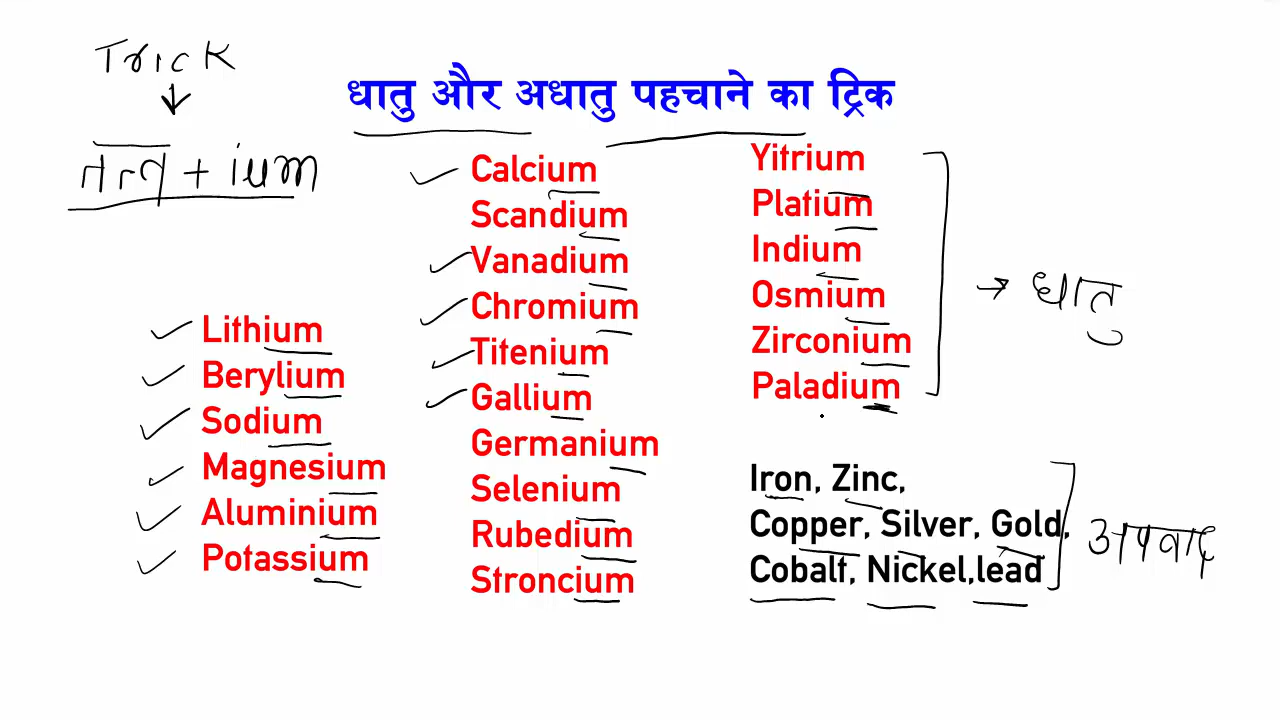 Trick
धातु और अधातु पहचाने का ट्रिक
तत्व + ium
Lithium
Berylium
Sodium
Magnesium
Aluminium
Potassium
Calcium
Scandium
Vanadium
Chromium
Titenium
Gallium
Germanium
Selenium
Rubedium
Stroncium
Yitrium
Platium
Indium
Osmium
Zirconium
Paladium
धातु
Iron, Zinc,
Copper, Silver, Gold,
Cobalt, Nickel,lead
अपवाद